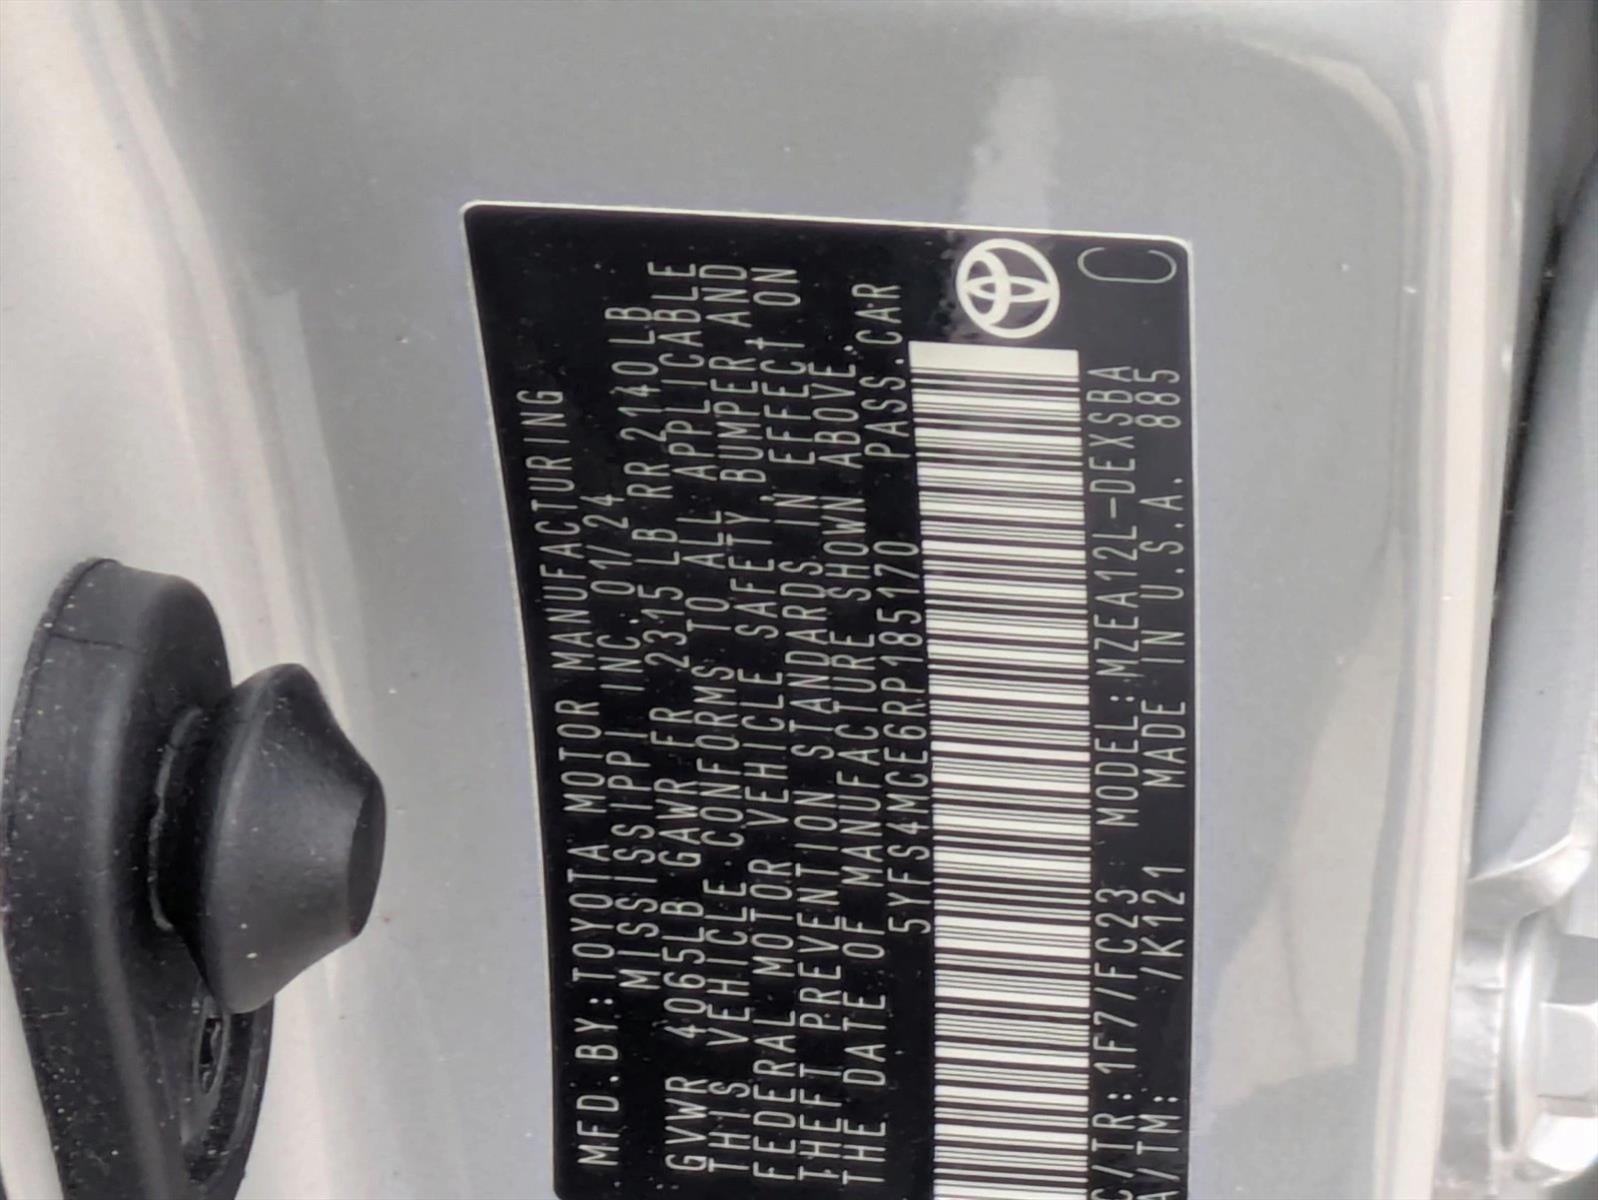 MFD.BY:TOYOTA MOTOR MANUFACTURING
MISSISSIPPI INC. 01/24
GVWR 4065LB GAWR FR 2315LB RR 2140LB
THIS VEHICLE CONFORMS TO ALL APPLICABLE
FEDERAL MOTOR VEHICLE SAFETY, BUMPER, AND
THEFT PREVENTION STANDARDS IN EFFECT ON
THE DATE OF MANUFACTURE SHOWN ABOVE.
5YFS4MCE6RP185170 PASS.CAR
C/TR: 1F7/FC23 MODEL:MZEA12L-DEXSBA
A/TM: /K121 MADE IN U.S.A. 885
C